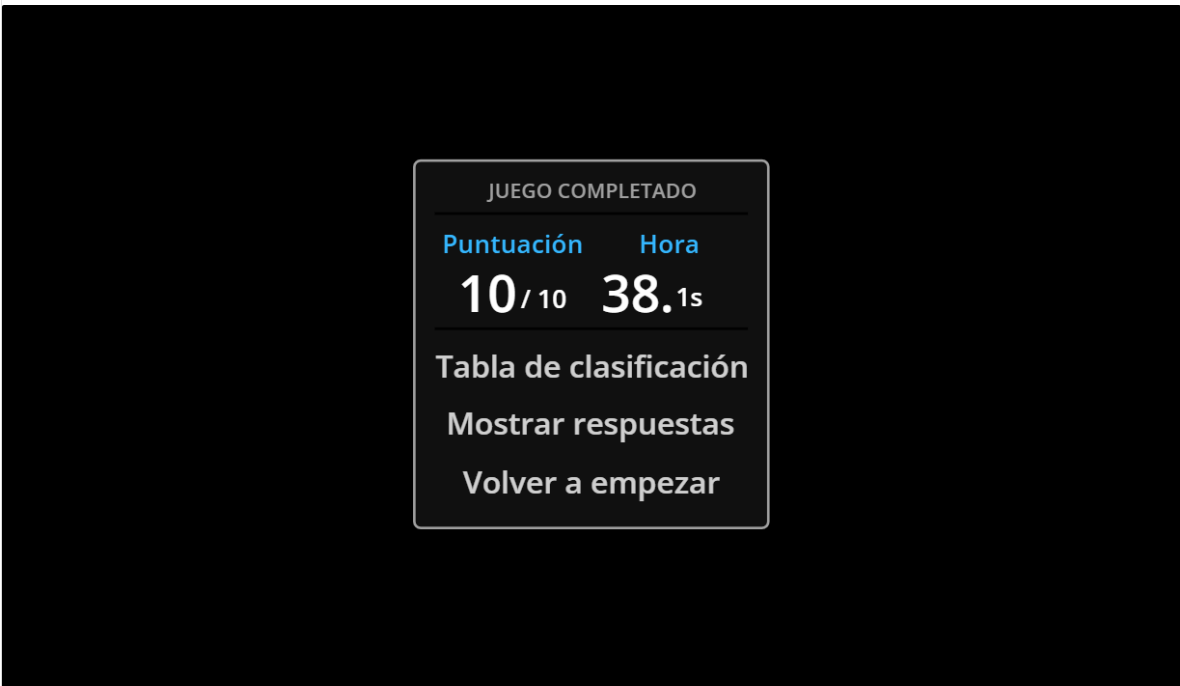 JUEGO COMPLETADO
Puntuación Hora
10/ 10 38.1s
Tabla de clasificación
Mostrar respuestas
Volver a empezar